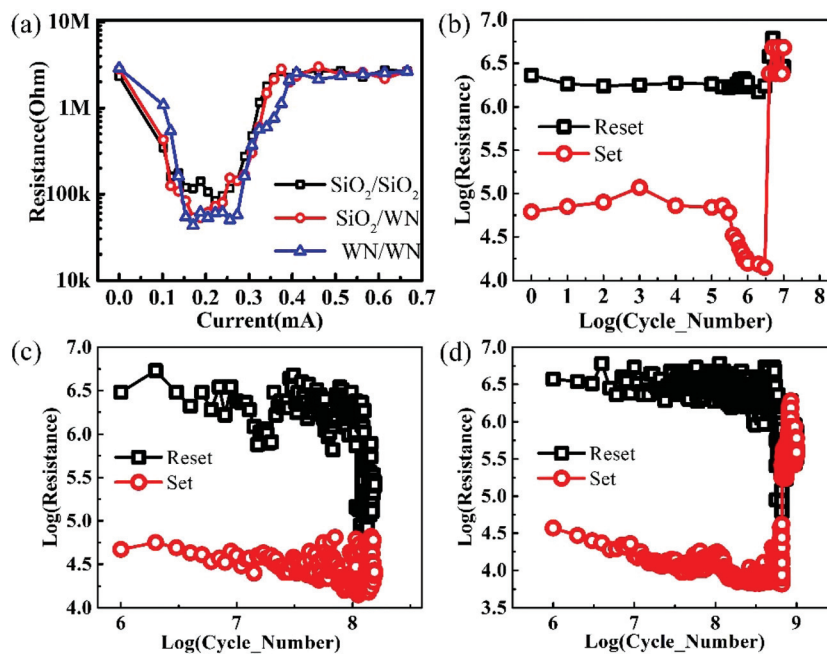 (a)
10M
1M
100k
10k
Resistance(Ohm)
SiO2/SiO2
SiO2/WN
WN/WN
0.0 0.1 0.2 0.3 0.4 0.5 0.6 0.7
Current(mA)
(b)
7.0
6.5
6.0
5.5
5.0
4.5
4.0
Log(Resistance)
Reset
Set
0 1 2 3 4 5 6 7 8
Log(Cycle_Number)
(c)
7.0
6.5
6.0
5.5
5.0
4.5
4.0
Log(Resistance)
Reset
Set
6 7 8
Log(Cycle_Number)
(d)
7.0
6.5
6.0
5.5
5.0
4.5
4.0
3.5
Log(Resistance)
Reset
Set
6 7 8 9
Log(Cycle_Number)